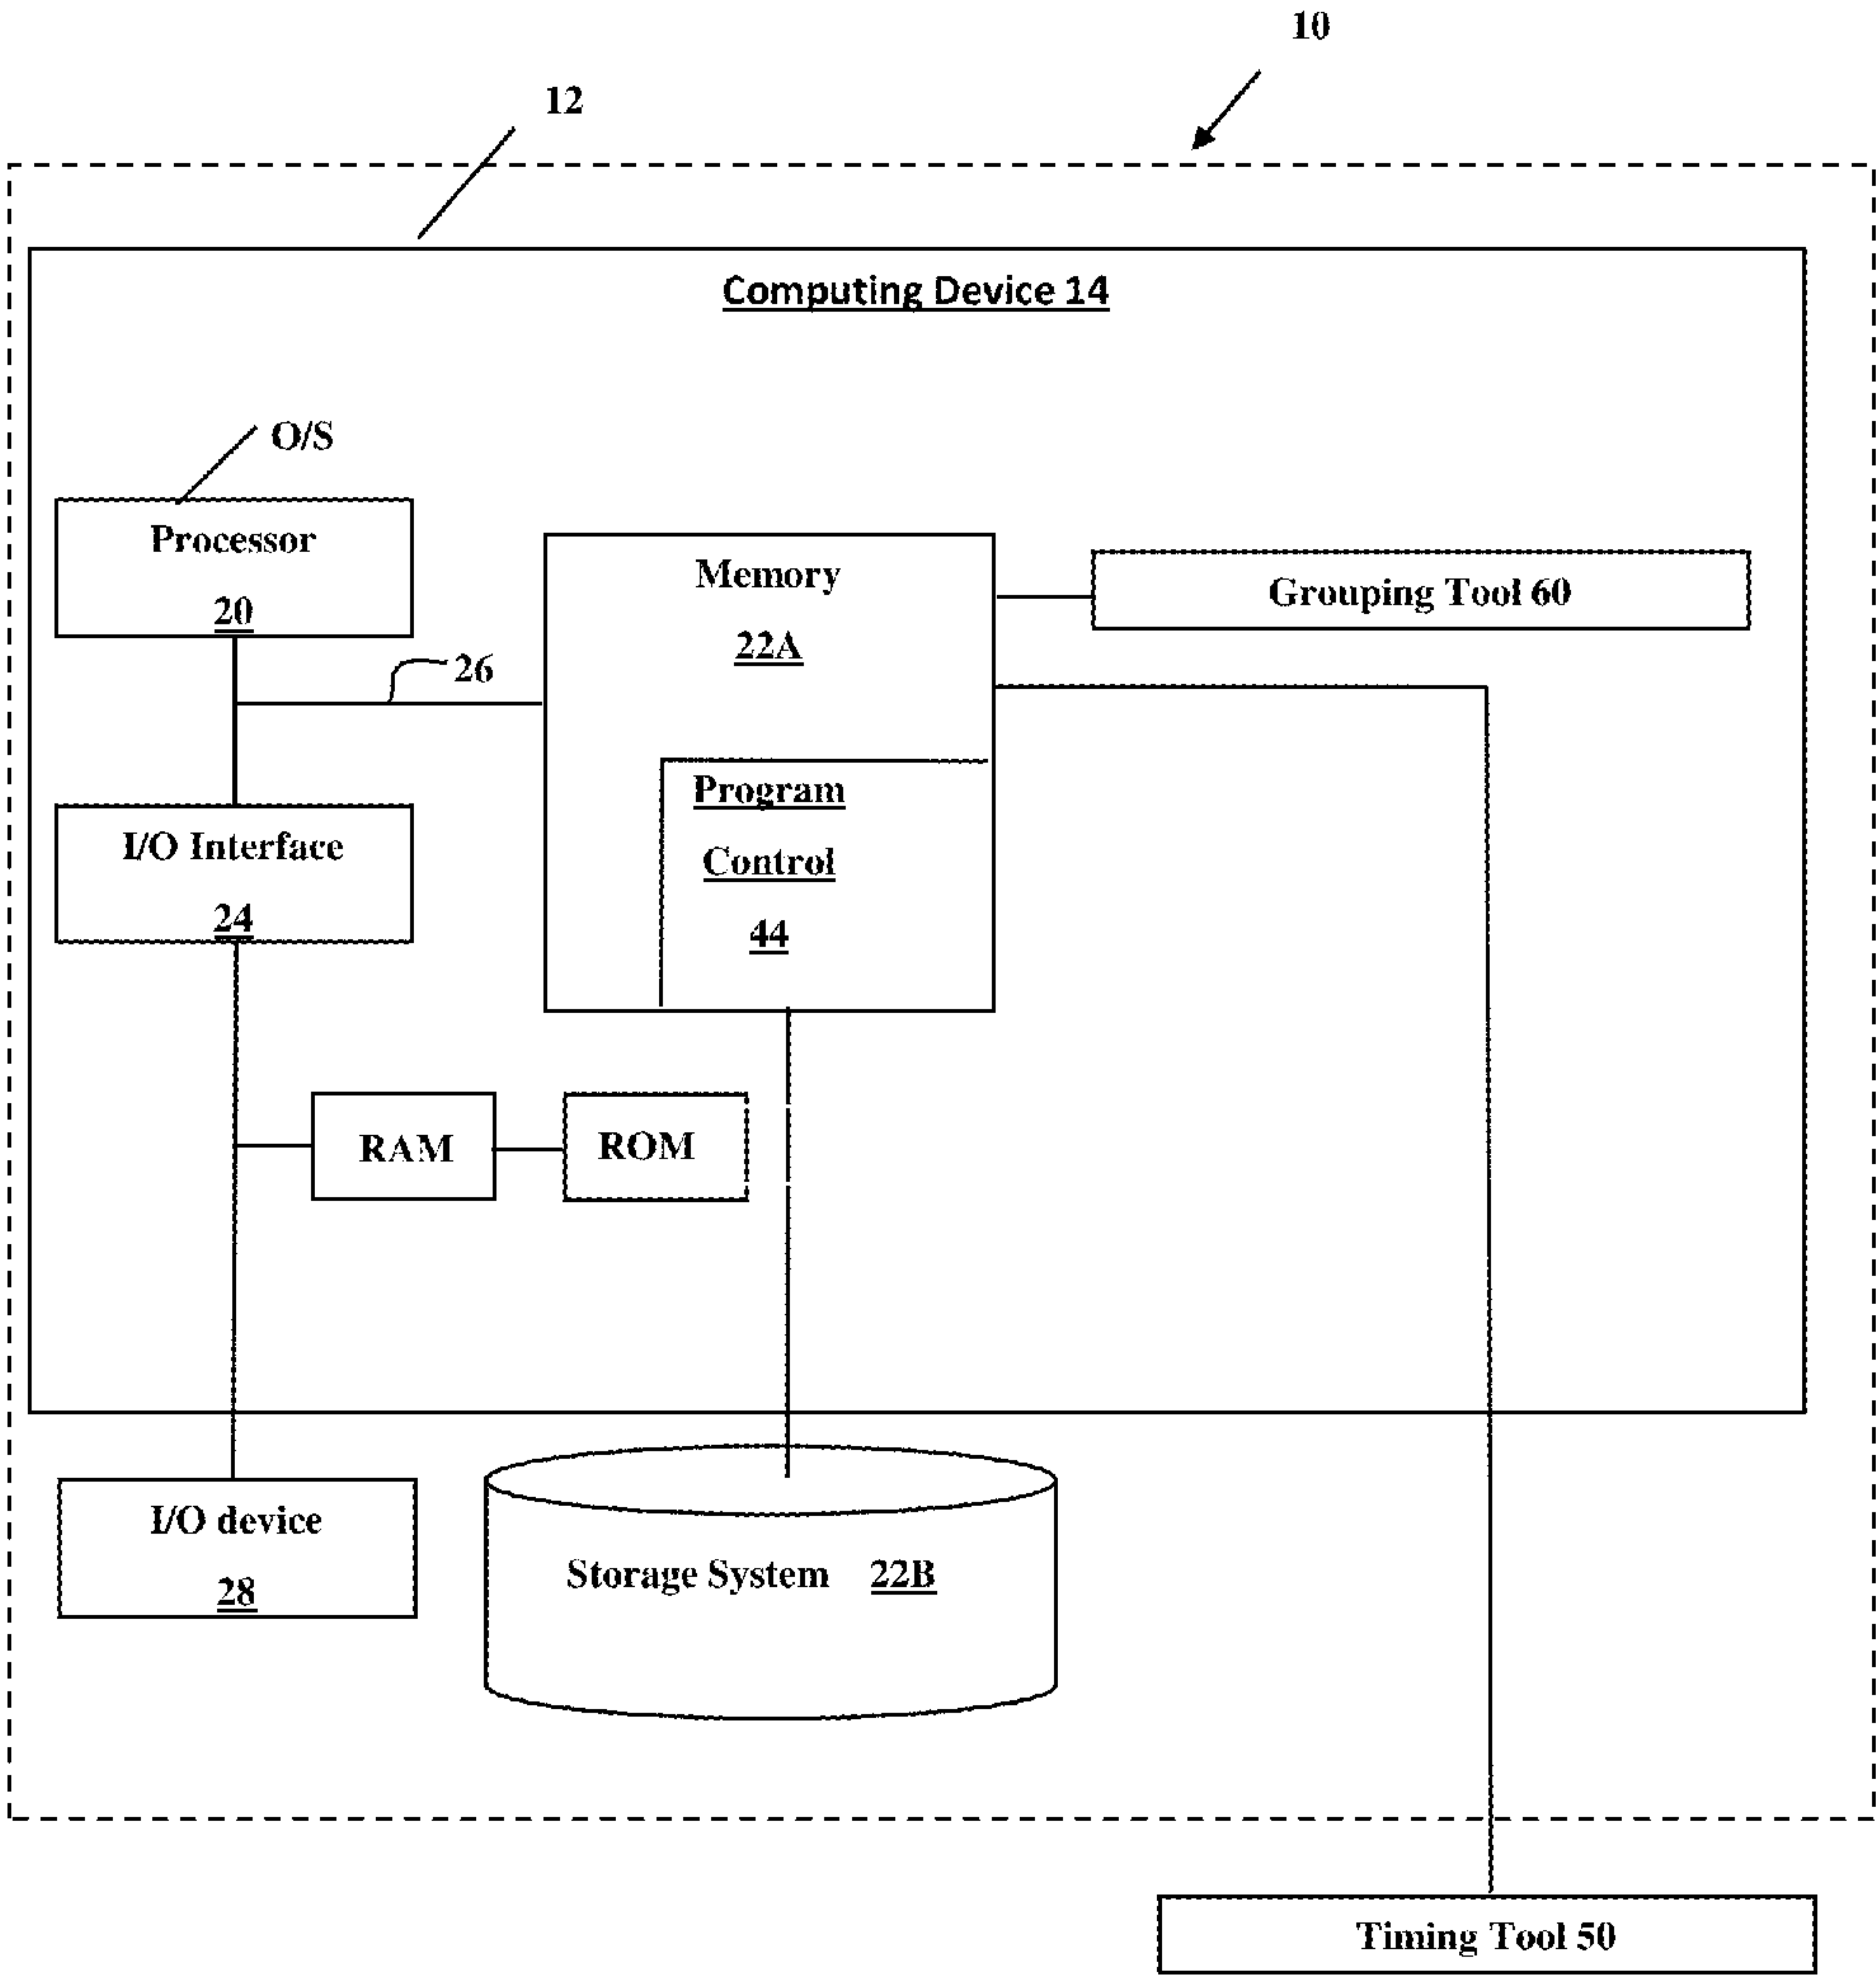 10
12
Computing Device 14
O/S
Processor
20
Memory
22A
Grouping Tool 60
26
Program
Control
44
I/O Interface
24
RAM
ROM
I/O device
28
Storage System 22B
Timing Tool 50